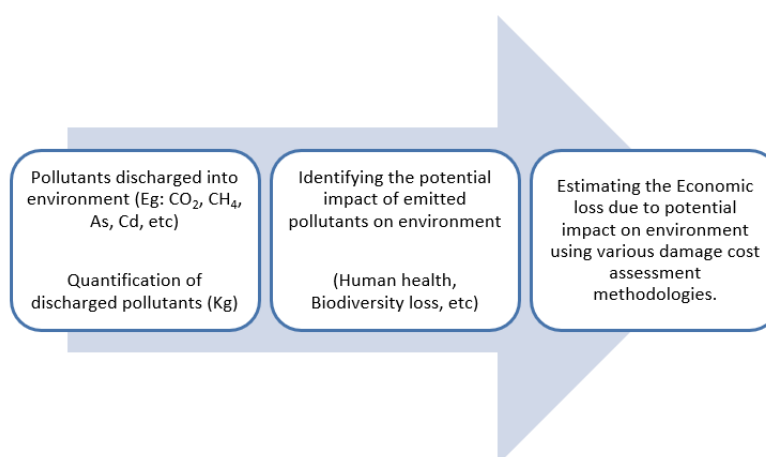 Pollutants discharged into
environment (Eg: CO₂, CH₄,
As, Cd, etc)
Quantification of
discharged pollutants (Kg)
Identifying the potential
impact of emitted
pollutants on environment
(Human health,
Biodiversity loss, etc)
Estimating the Economic
loss due to potential
impact on environment
using various damage cost
assessment
methodologies.